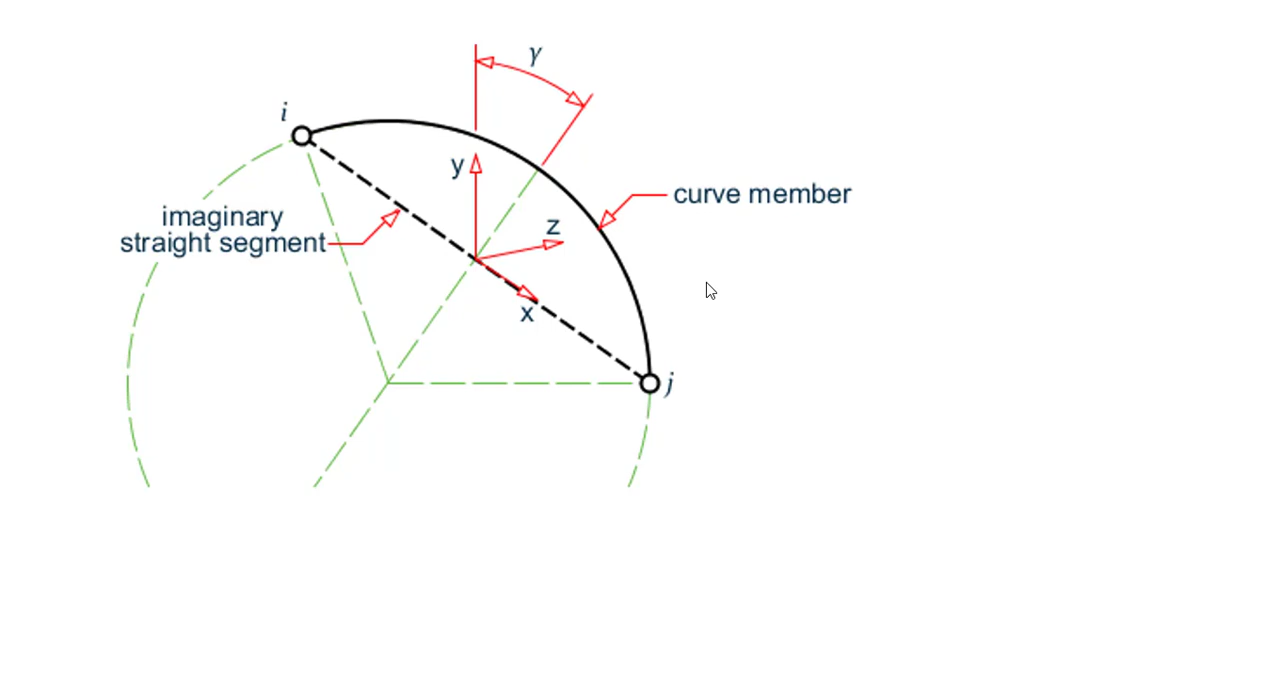 γ
i
y
curve member
imaginary
straight segment
z
x
j